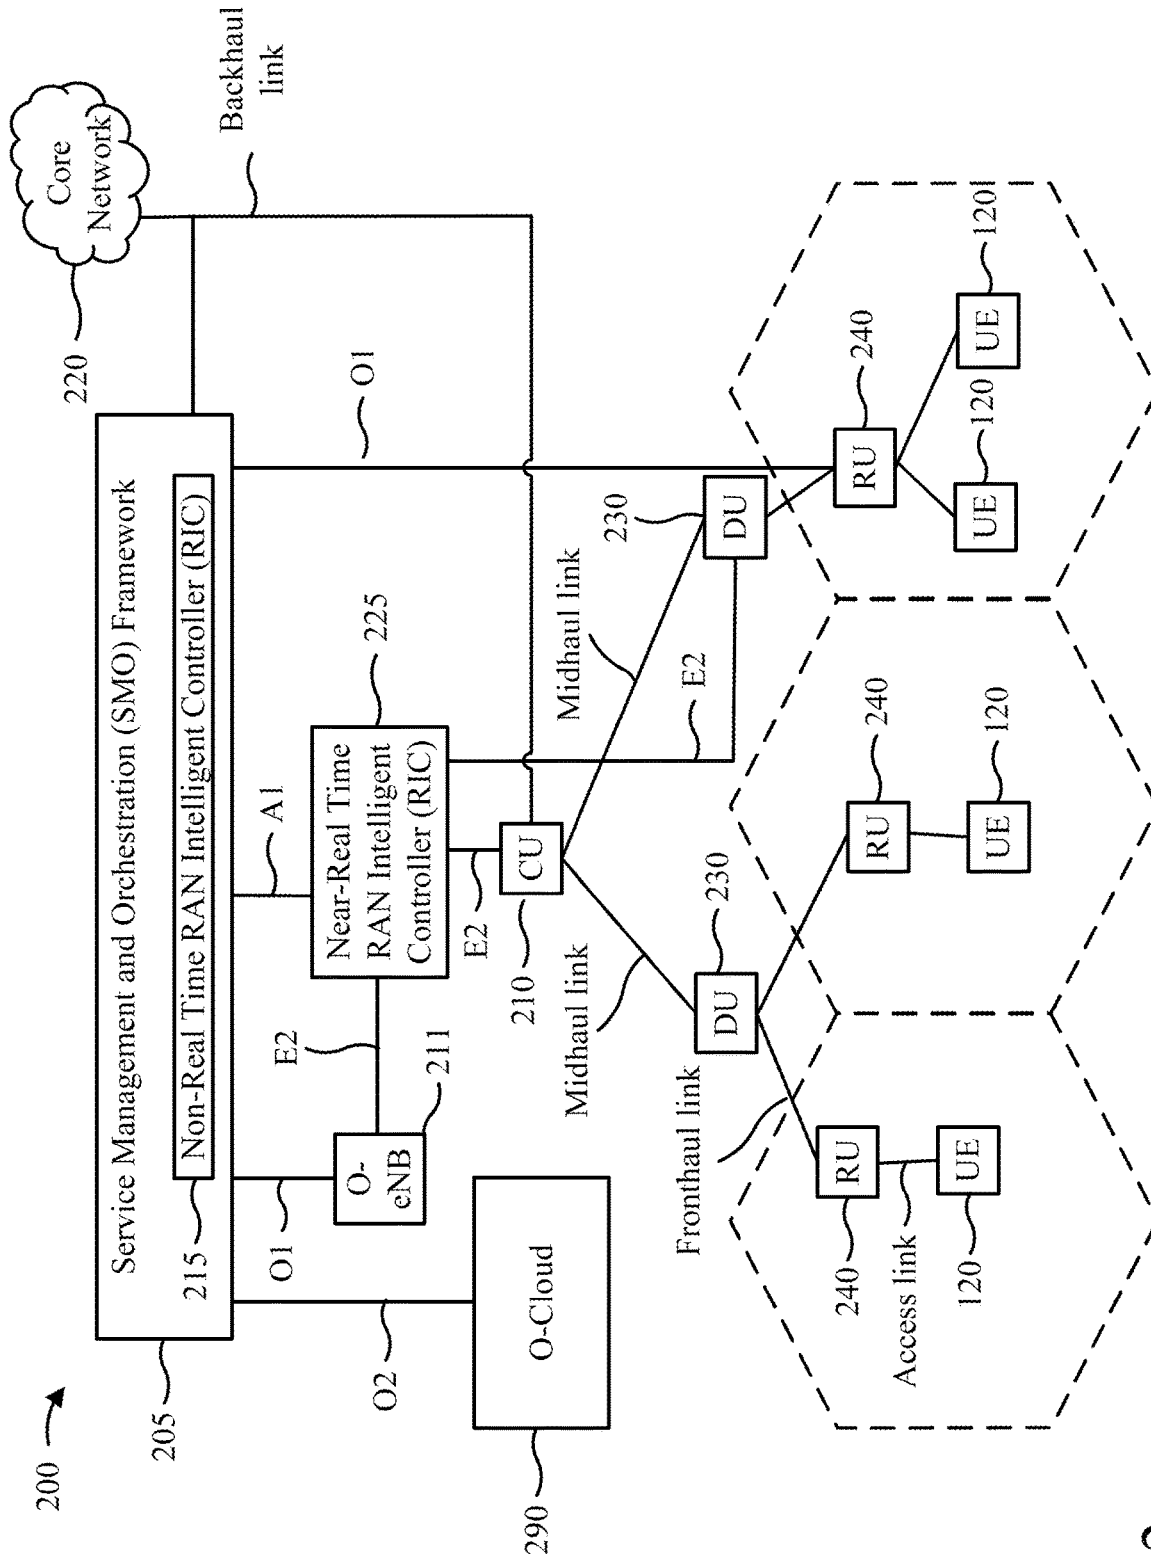 200
205
Service Management and Orchestration (SMO) Framework
215
Non-Real Time RAN Intelligent Controller (RIC)
220
Core
Network
Backhaul
link
O2
O1
A1
O1
290
O-Cloud
O-
eNB
211
E2
Near-Real Time
RAN Intelligent
Controller (RIC)
225
E2
210
CU
E2
Midhaul link
Midhaul link
DU
230
DU
230
Fronthaul link
240
RU
Access link
120
UE
RU
240
UE
120
RU
240
UE
120
UE
120